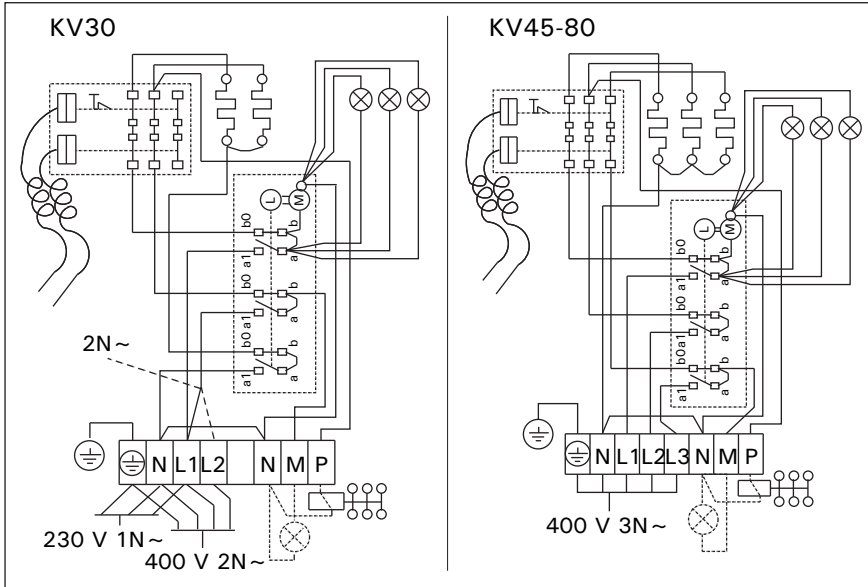 KV30
L M
b0 b
a1 a
b0 b
a1 a
b0 b
a1 a
2N~
N L1 L2 N M P
230 V 1N~
400 V 2N~
KV45-80
L M
b0 b
a1 a
b0 b
a1 a
b0 b
a1 a
N L1 L2 L3 N M P
400 V 3N~